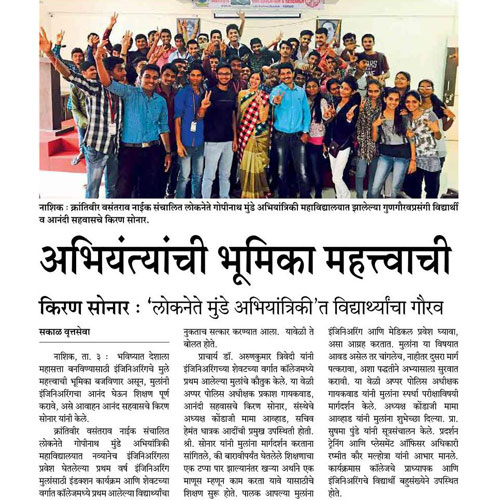 नाशिक : क्रांतिवीर वसंतराव नाईक संचालित लोकनेते गोपीनाथ मुंडे अभियांत्रिकी महाविद्यालयात झालेल्या गुणगौरवप्रसंगी विद्यार्थी
व आनंदी सहवासचे किरण सोनार.
अभियंत्यांची भूमिका महत्त्वाची
किरण सोनार : 'लोकनेते मुंडे अभियांत्रिकी'त विद्यार्थ्यांचा गौरव
सकाळ वृत्तसेवा
नाशिक, ता. ३ : भविष्यात देशाला
महासत्ता बनविण्यासाठी इंजिनिअरिंगचे मुले
महत्त्वाची भूमिका बजावणार असून, मुलांनी
इंजिनिअरिंगचा आनंद घेऊन शिक्षण पूर्ण
करावे, असे आवाहन आनंद सहवासचे किरण
सोनार यांनी केले.
क्रांतिवीर वसंतराव नाईक संचालित
लोकनेते गोपीनाथ मुंडे अभियांत्रिकी
महाविद्यालयात नव्यानेच इंजिनिअरिंगला
प्रवेश घेतलेल्या प्रथम वर्ष इंजिनिअरिंग
मुलांसाठी इंडक्शन कार्यक्रम आणि शेवटच्या
वर्गात कॉलेजमध्ये प्रथम आलेल्या विद्यार्थ्यांचा
नुकताच सत्कार करण्यात आला. यावेळी ते
बोलत होते.
प्राचार्य डॉ. अरुणकुमार त्रिवेदी यांनी
इंजिनिअरिंगच्या शेवटच्या वर्गात कॉलेजमध्ये
प्रथम आलेल्या मुलांचे कौतुक केले. या वेळी
अप्पर पोलिस अधीक्षक प्रकाश गायकवाड,
आनंदी सहवासचे किरण सोनार, संस्थेचे
अध्यक्ष कोंडाजी मामा आव्हाड, सचिव
हेमंत धात्रक आदींची प्रमुख उपस्थिती होती.
श्री. सोनार यांनी मुलांना मार्गदर्शन करताना
सांगितले, की बारावीपर्यंत घेतलेले शिक्षणाचा
एक टप्पा पार झाल्यानंतर खऱ्या अर्थाने एक
माणूस म्हणून काम करता यावे यासाठीचे
शिक्षण सुरू होते. पालक आपल्या मुलांना
इंजिनिअरिंग आणि मेडिकल प्रवेश घ्यावा,
असा आग्रह करतात. मुलांना या विषयात
आवड असेल तर चांगलेच, नाहीतर दुसरा मार्ग
पत्करावा, अशा पद्धतीने अभ्यासाला सुरवात
करावी. या वेळी अप्पर पोलिस अधीक्षक
गायकवाड यांनी मुलांना स्पर्धा परीक्षाविषयी
मार्गदर्शन केले. अध्यक्ष कोंडाजी मामा
आव्हाड यांनी मुलांना शुभेच्छा दिल्या. प्रा.
सुषमा पुंडे यांनी सूत्रसंचालन केले. प्रदर्शन
ट्रेनिंग आणि प्लेसमेंट ऑफिसर अधिकारी
रष्मीत कौर मल्होत्रा यांनी आभार मानले.
कार्यक्रमास कॉलेजचे प्राध्यापक आणि
इंजिनिअरिंगचे विद्यार्थी बहुसंख्येने उपस्थित
होते.